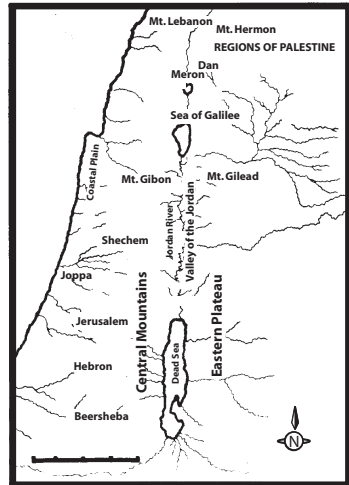 Mt. Lebanon
Mt. Hermon
REGIONS OF PALESTINE
Dan
Meron
Sea of Galilee
Coastal Plain
Mt. Gibon
Mt. Gilead
Jordan River
Valley of the Jordan
Shechem
Joppa
Central Mountains
Eastern Plateau
Jerusalem
Dead Sea
Hebron
Beersheba
N